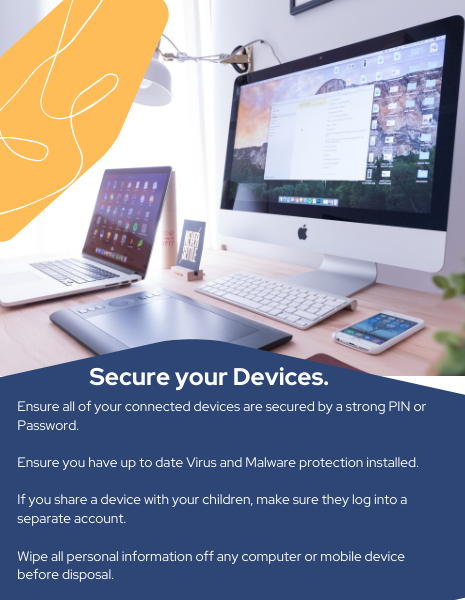 Secure your Devices.
Ensure all of your connected devices are secured by a strong PIN or
Password.
Ensure you have up to date Virus and Malware protection installed.
If you share a device with your children, make sure they log into a
separate account.
Wipe all personal information off any computer or mobile device
before disposal.